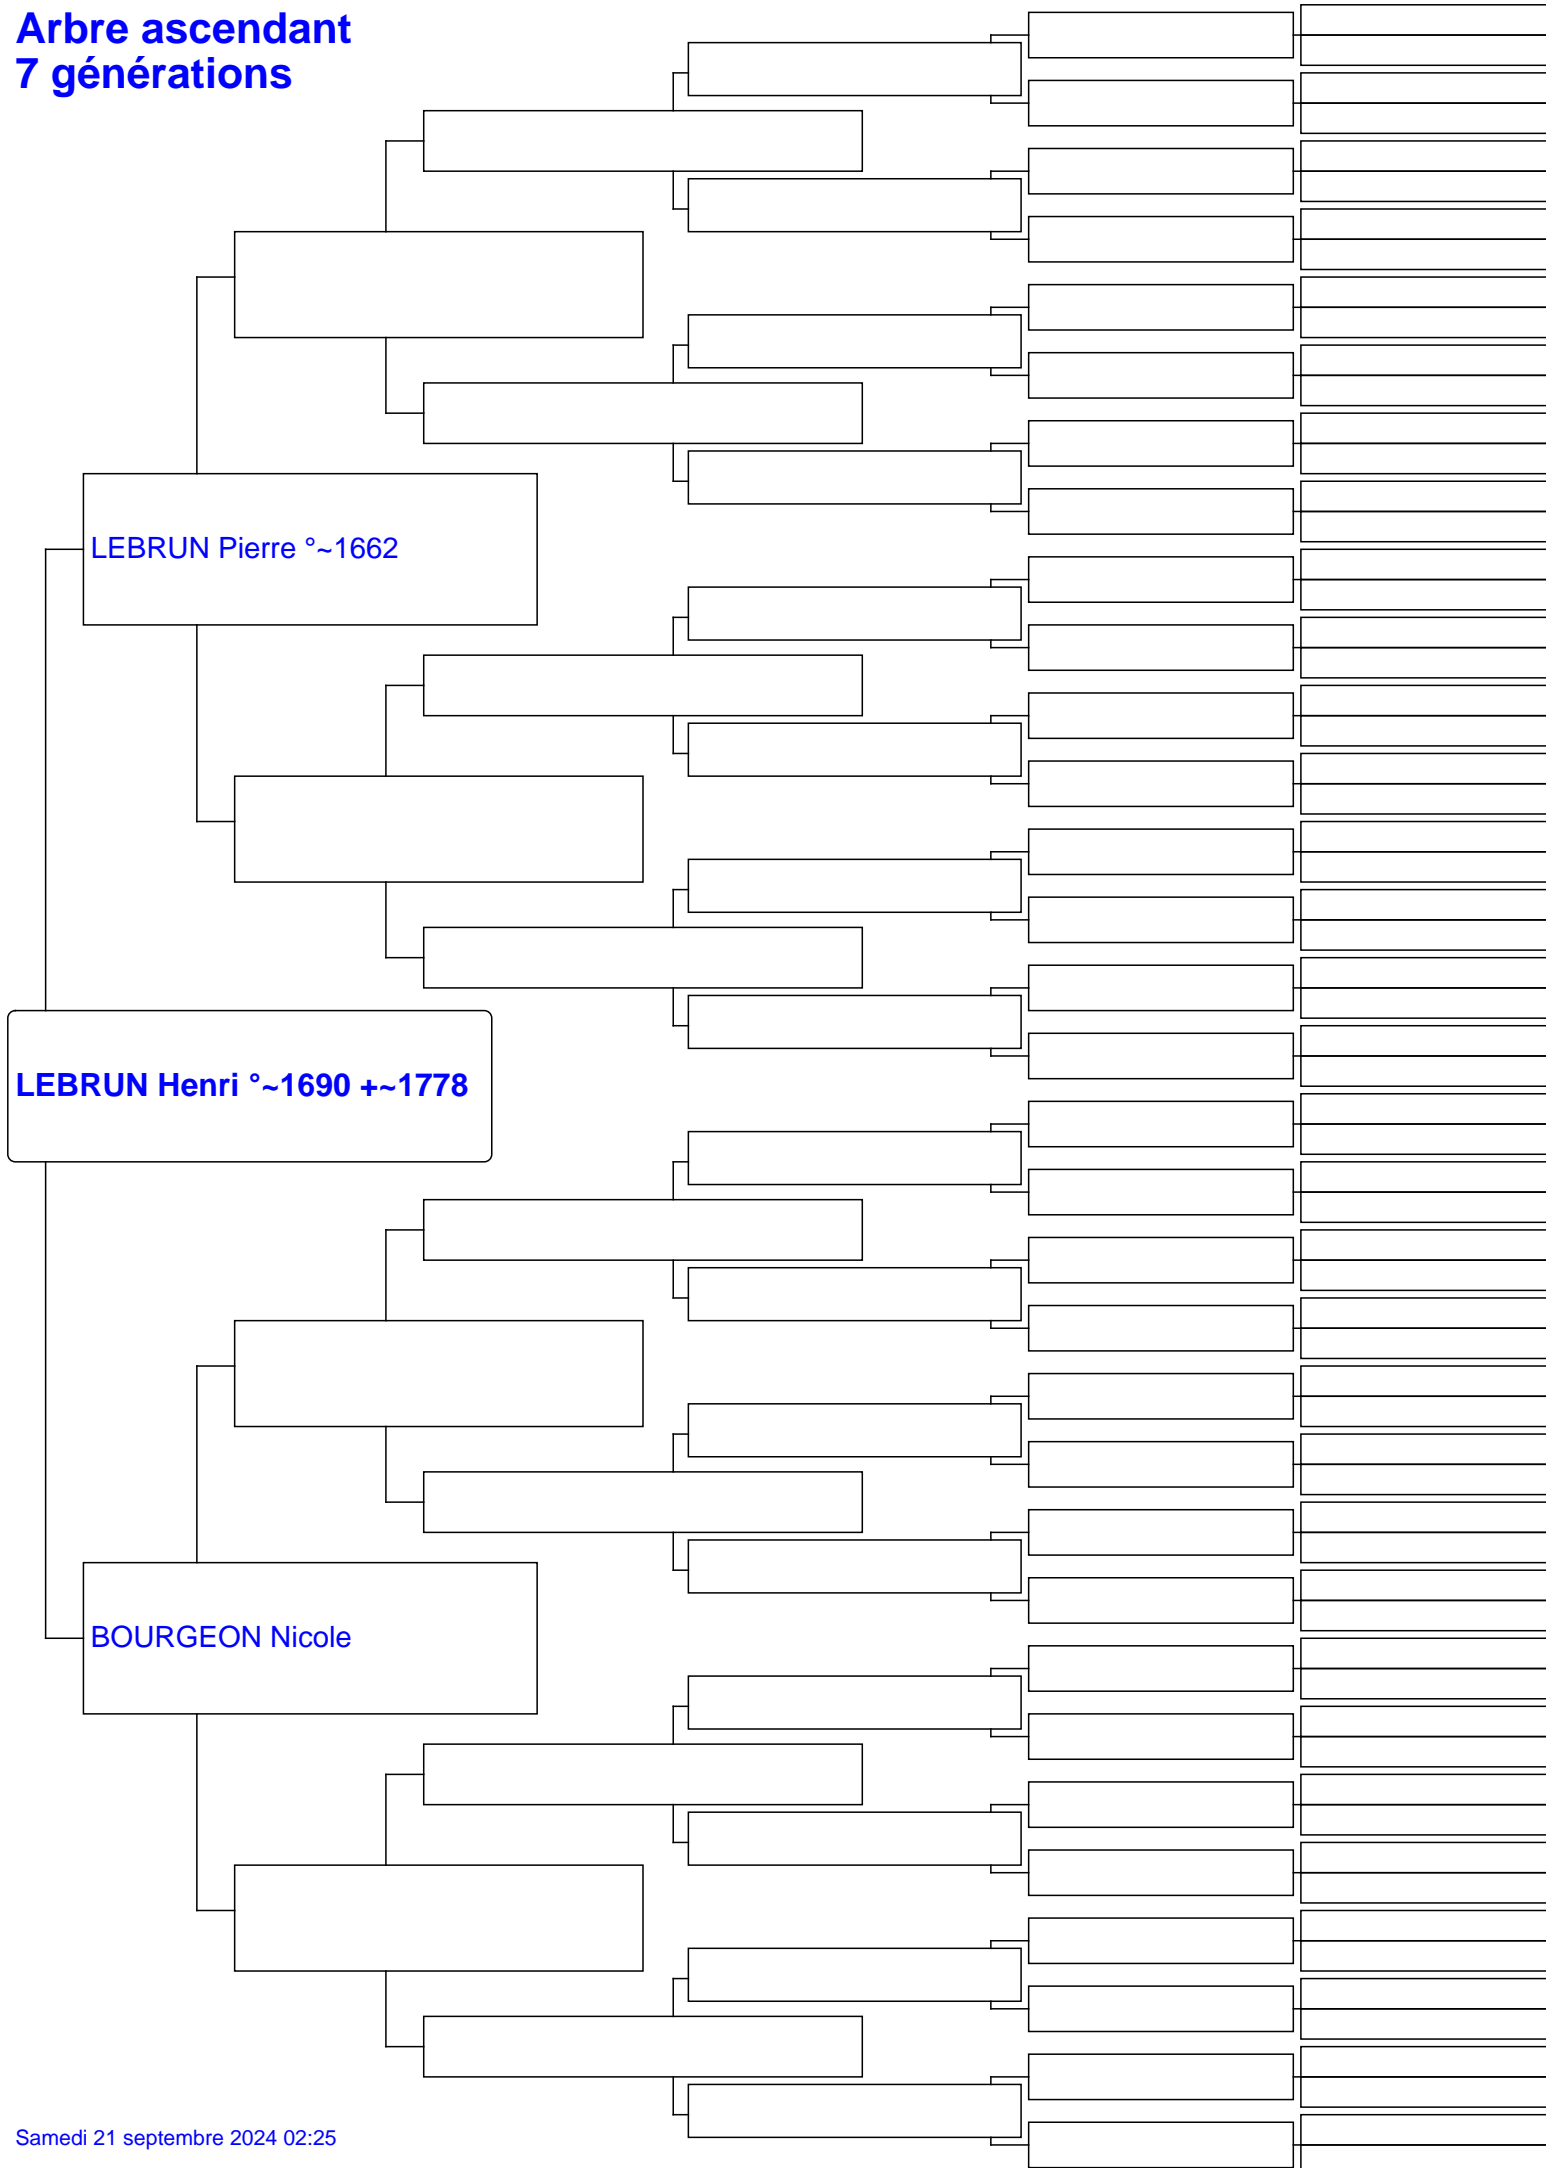 Arbre ascendant
7 générations
LEBRUN Pierre °~1662
LEBRUN Henri °~1690 +~1778
BOURGEON Nicole
Samedi 21 septembre 2024 02:25